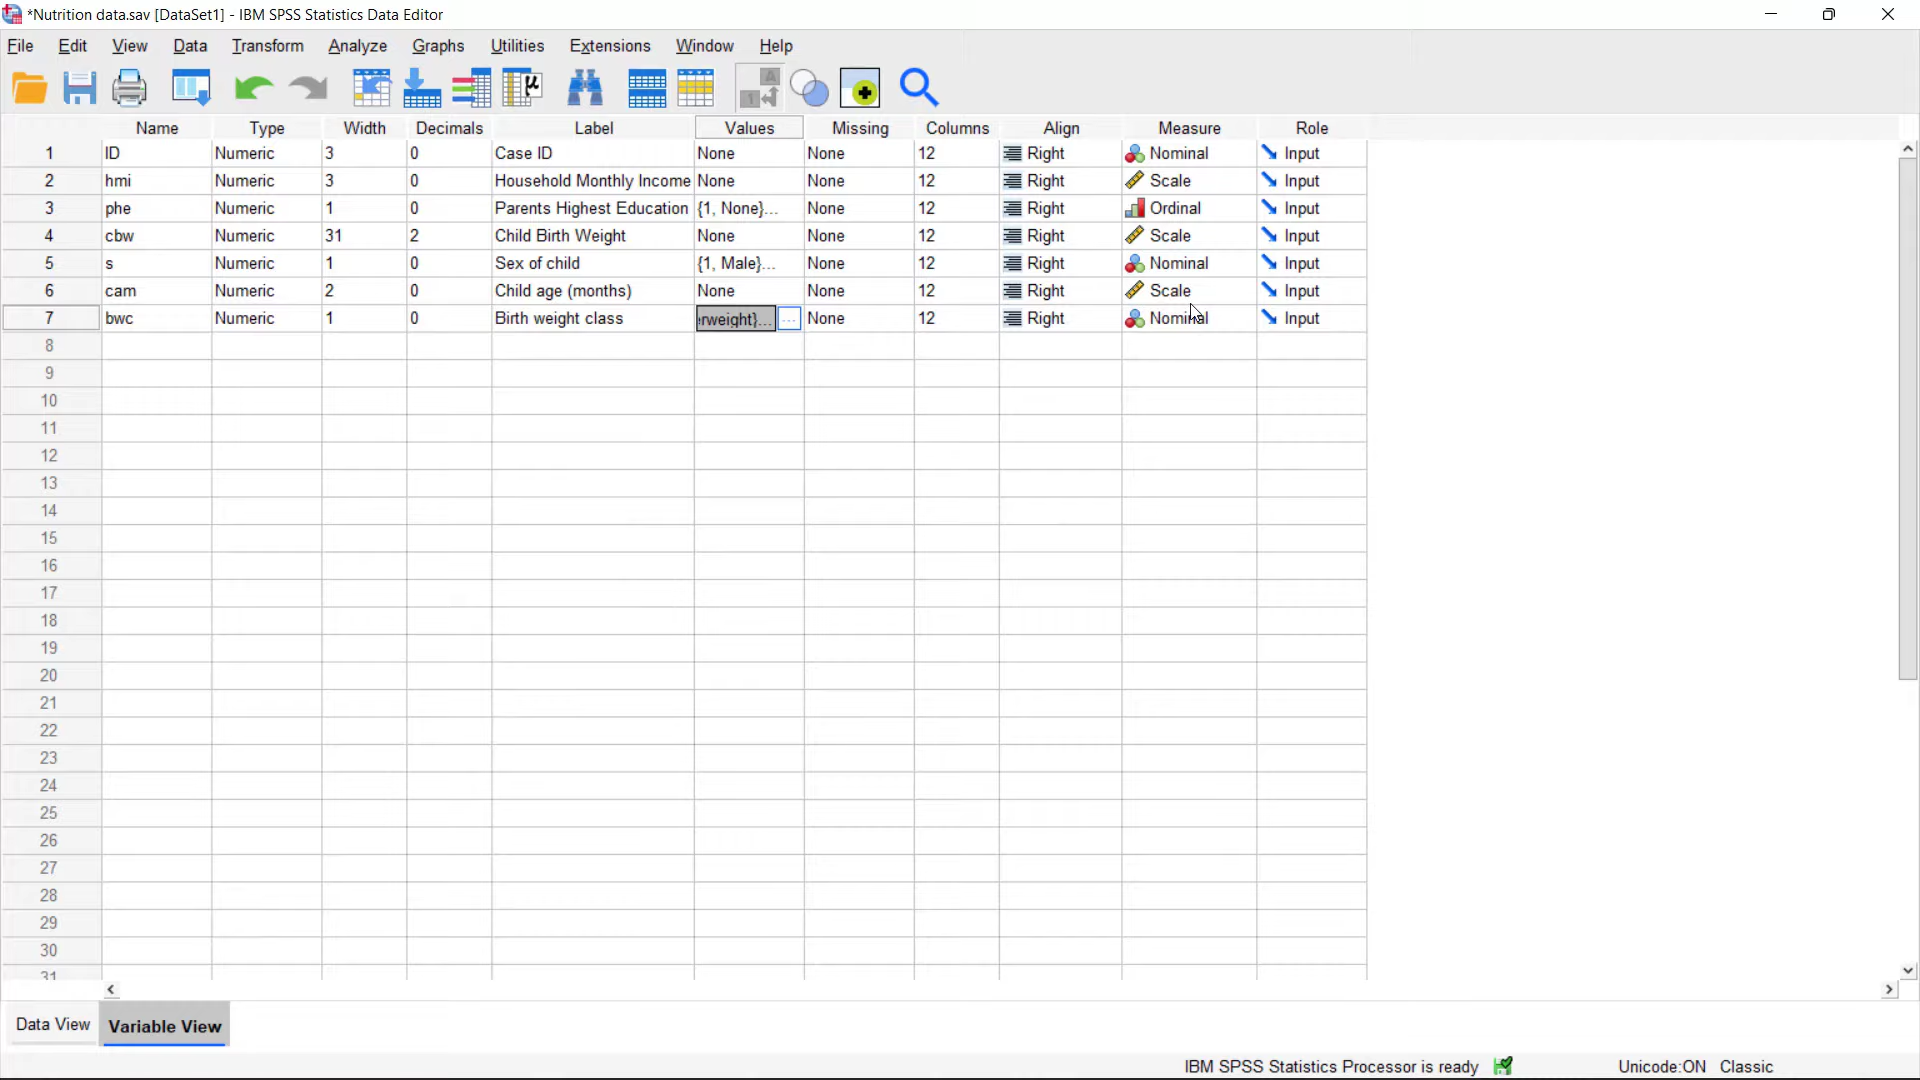 *Nutrition data.sav [DataSet1] - IBM SPSS Statistics Data Editor
File Edit View Data Transform Analyze Graphs Utilities Extensions Window Help
Name Type Width Decimals Label Values Missing Columns Align Measure Role
1 ID Numeric 3 0 Case ID None None 12 Right Nominal Input
2 hmi Numeric 3 0 Household Monthly Income None None 12 Right Scale Input
3 phe Numeric 1 0 Parents Highest Education {1, None}... None 12 Right Ordinal Input
4 cbw Numeric 31 2 Child Birth Weight None None 12 Right Scale Input
5 s Numeric 1 0 Sex of child {1, Male}... None 12 Right Nominal Input
6 cam Numeric 2 0 Child age (months) None None 12 Right Scale Input
7 bwc Numeric 1 0 Birth weight class erweight}... ... None 12 Right Nominal Input
8
9
10
11
12
13
14
15
16
17
18
19
20
21
22
23
24
25
26
27
28
29
30
31
Data View Variable View
IBM SPSS Statistics Processor is ready Unicode:ON Classic